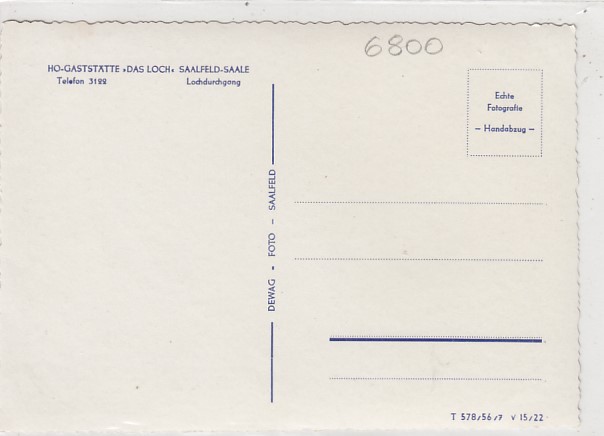 6800
HO-GASTSTÄTTE »DAS LOCH« SAALFELD-SAALE
Telefon 3122 Lochdurchgang
Echte
Fotografie
– Handabzug –
DEWAG - FOTO - SAALFELD
T 578/56/7 V 15/22